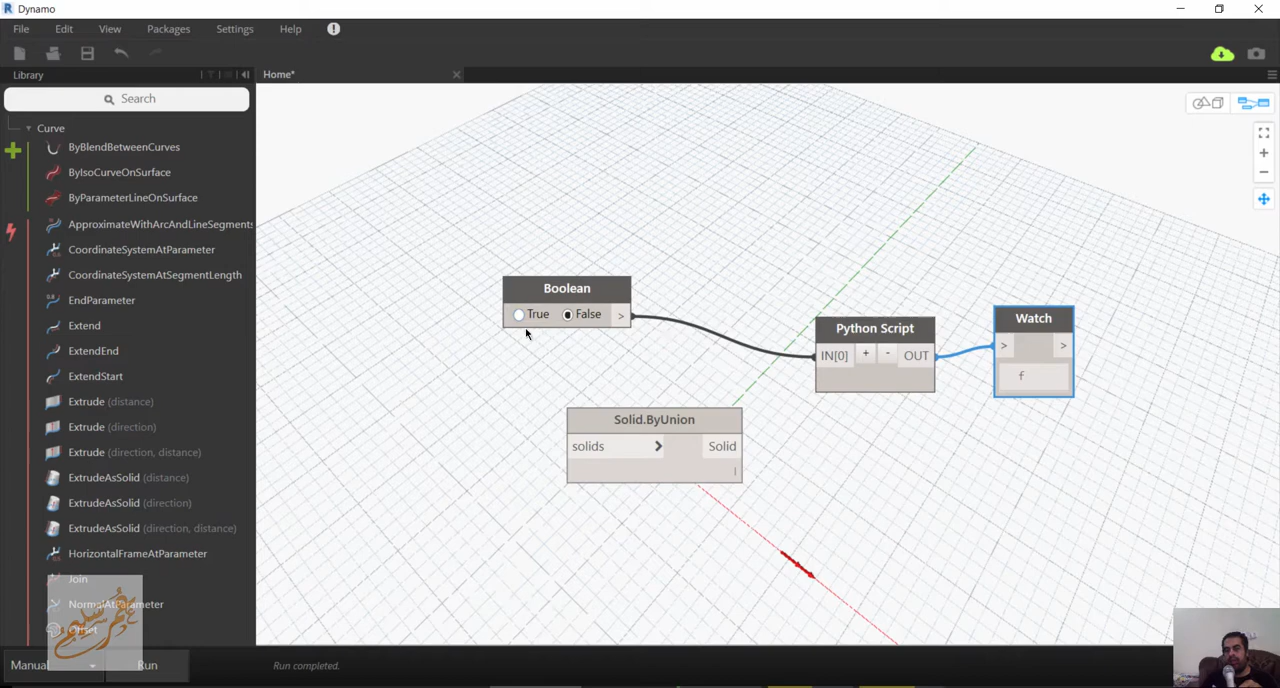 Dynamo
File Edit View Packages Settings Help
Library
Home*
Search
Curve
ByBlendBetweenCurves
ByIsoCurveOnSurface
ByParameterLineOnSurface
ApproximateWithArcAndLineSegments
CoordinateSystemAtParameter
CoordinateSystemAtSegmentLength
EndParameter
Extend
ExtendEnd
ExtendStart
Extrude (distance)
Extrude (direction)
Extrude (direction, distance)
ExtrudeAsSolid (distance)
ExtrudeAsSolid (direction)
ExtrudeAsSolid (direction, distance)
HorizontalFrameAtParameter
Join
NormalAtParameter
Offset
Boolean
True False >
Python Script
IN[0] + - OUT
Watch
> >
f
Solid.ByUnion
solids > Solid
Manual Run
Run completed.